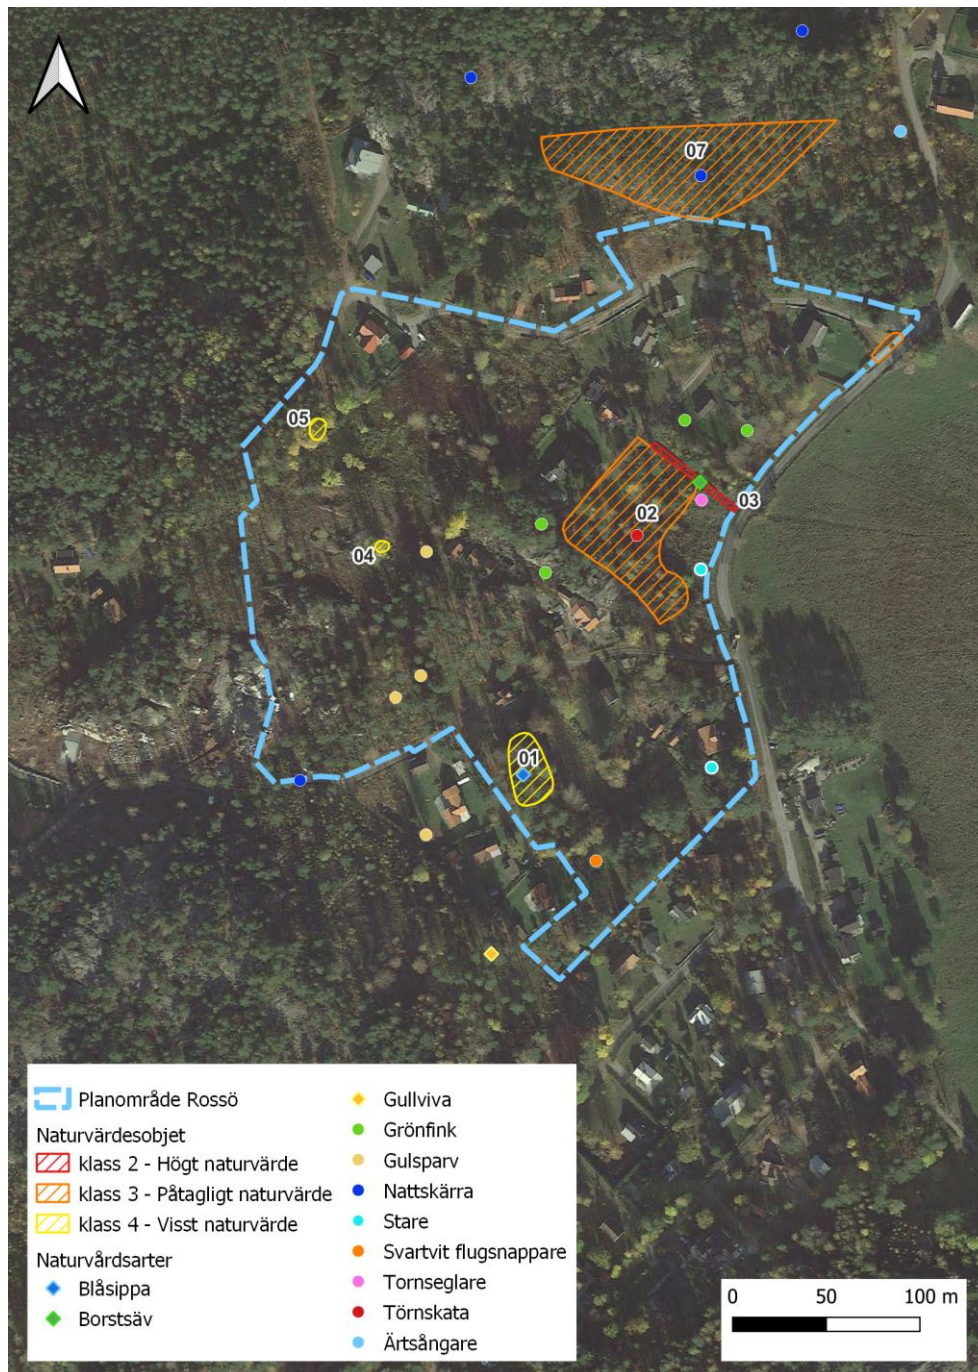 07
05
02
03
04
01
Planområde Rossö
Naturvärdesobjet
klass 2 - Högt naturvärde
klass 3 - Påtagligt naturvärde
klass 4 - Visst naturvärde
Naturvårdsarter
Blåsippa
Borstsäv
Gullviva
Grönfink
Gulsparv
Nattskärra
Stare
Svartvit flugsnappare
Tornseglare
Törnskata
Ärtsångare
0 50 100 m